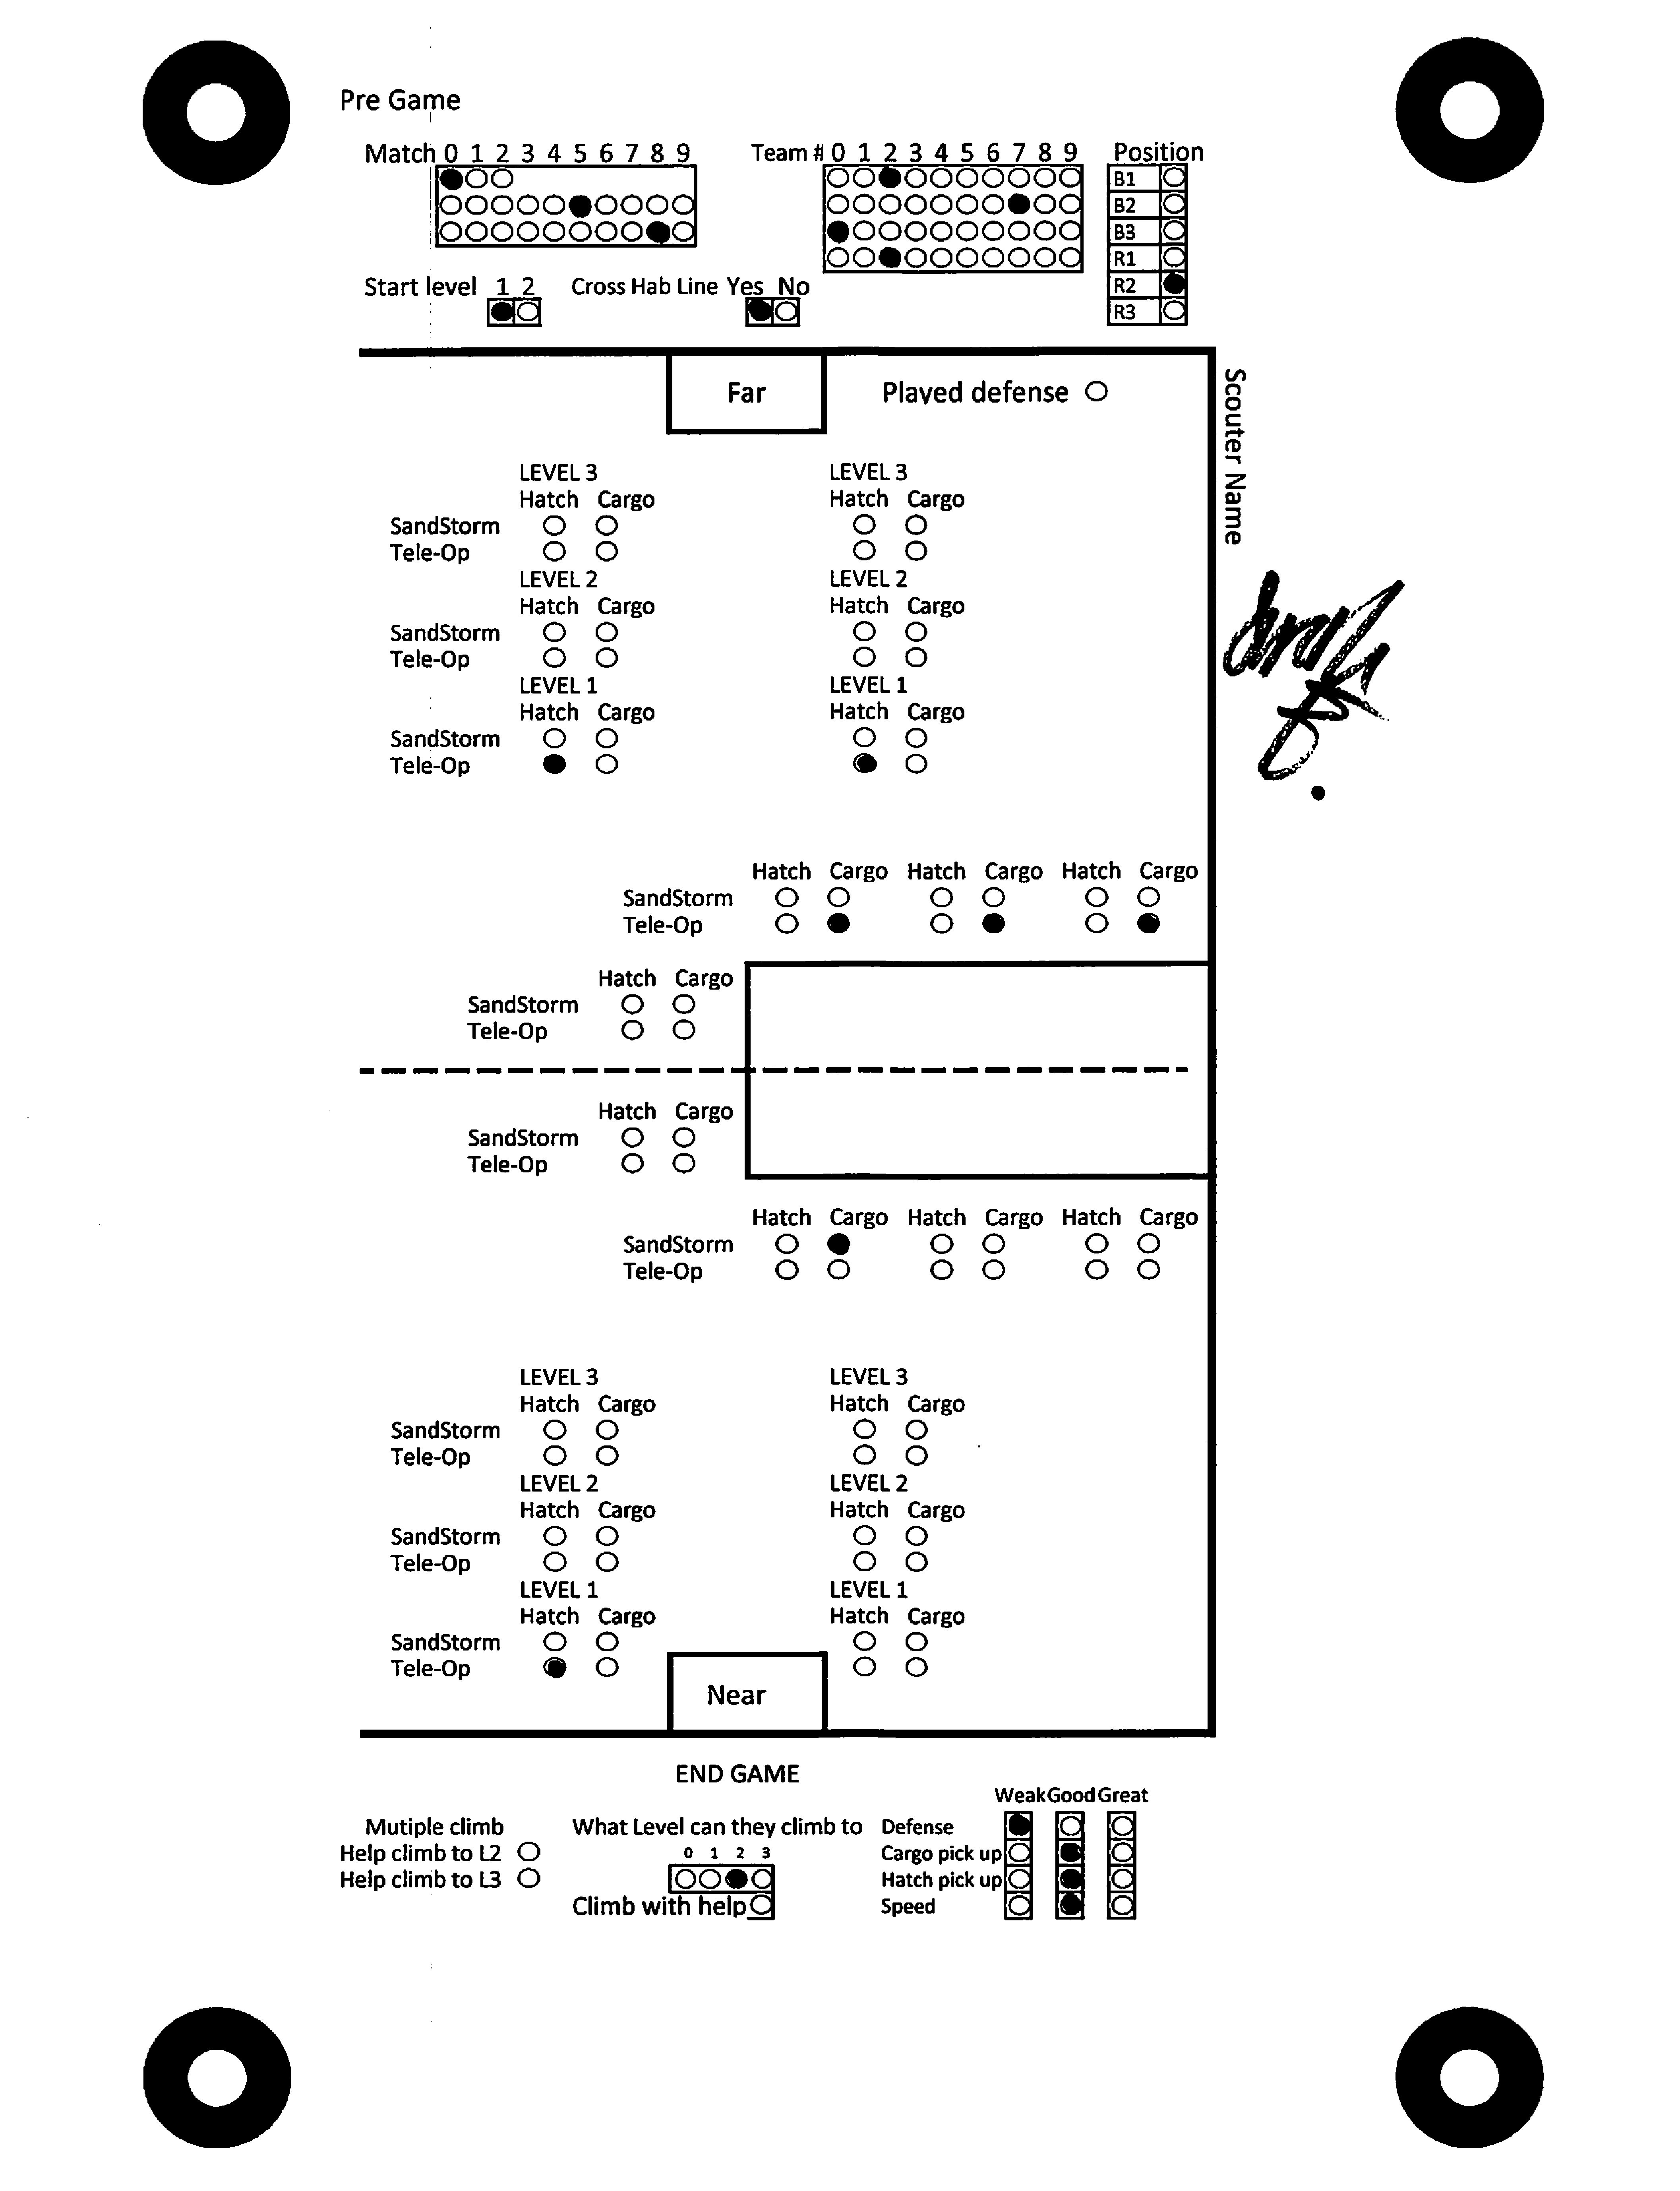 Pre Game
Match 0 1 2 3 4 5 6 7 8 9
Team # 0 1 2 3 4 5 6 7 8 9
Position
B1
B2
B3
R1
R2
R3
Start level 1 2
Cross Hab Line Yes No
Far
Played defense
Scouter Name
LEVEL 3 LEVEL 3
Hatch Cargo Hatch Cargo
SandStorm
Tele-Op
LEVEL 2 LEVEL 2
Hatch Cargo Hatch Cargo
SandStorm
Tele-Op
LEVEL 1 LEVEL 1
Hatch Cargo Hatch Cargo
SandStorm
Tele-Op
Hatch Cargo Hatch Cargo Hatch Cargo
SandStorm
Tele-Op
Hatch Cargo
SandStorm
Tele-Op
Hatch Cargo
SandStorm
Tele-Op
Hatch Cargo Hatch Cargo Hatch Cargo
SandStorm
Tele-Op
LEVEL 3 LEVEL 3
Hatch Cargo Hatch Cargo
SandStorm
Tele-Op
LEVEL 2 LEVEL 2
Hatch Cargo Hatch Cargo
SandStorm
Tele-Op
LEVEL 1 LEVEL 1
Hatch Cargo Hatch Cargo
SandStorm
Tele-Op
Near
END GAME
Mutiple climb
Help climb to L2
Help climb to L3
What Level can they climb to
0 1 2 3
Climb with help
Weak Good Great
Defense
Cargo pick up
Hatch pick up
Speed